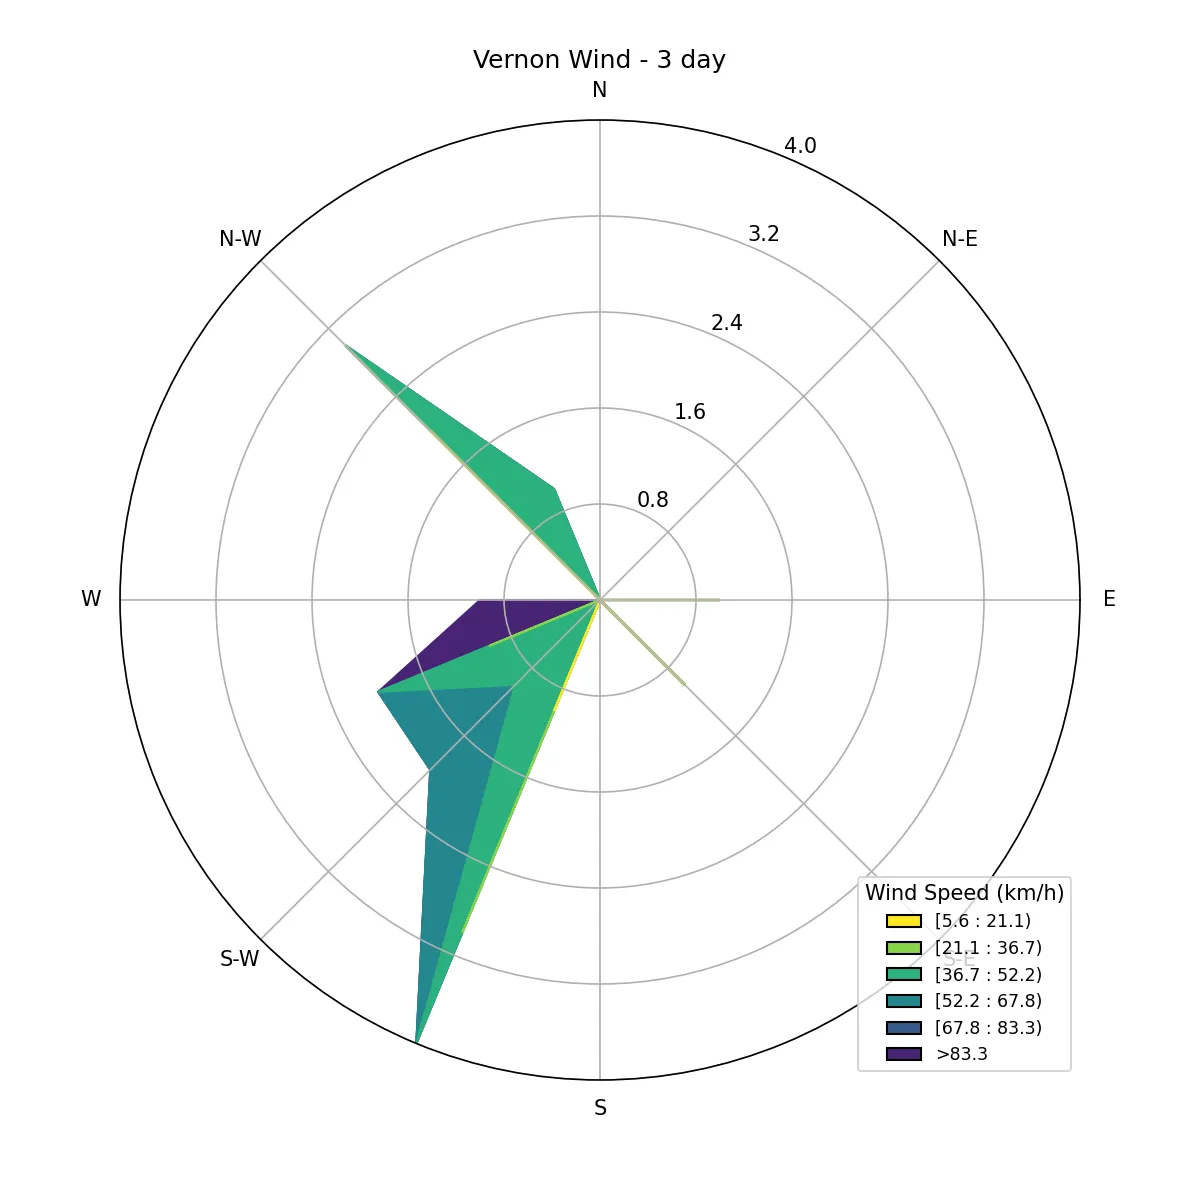 Vernon Wind - 3 day
N
4.0
N-W
3.2
N-E
2.4
1.6
0.8
W
E
Wind Speed (km/h)
[5.6 : 21.1)
[21.1 : 36.7)
S-W
S-E
[36.7 : 52.2)
[52.2 : 67.8)
[67.8 : 83.3)
>83.3
S